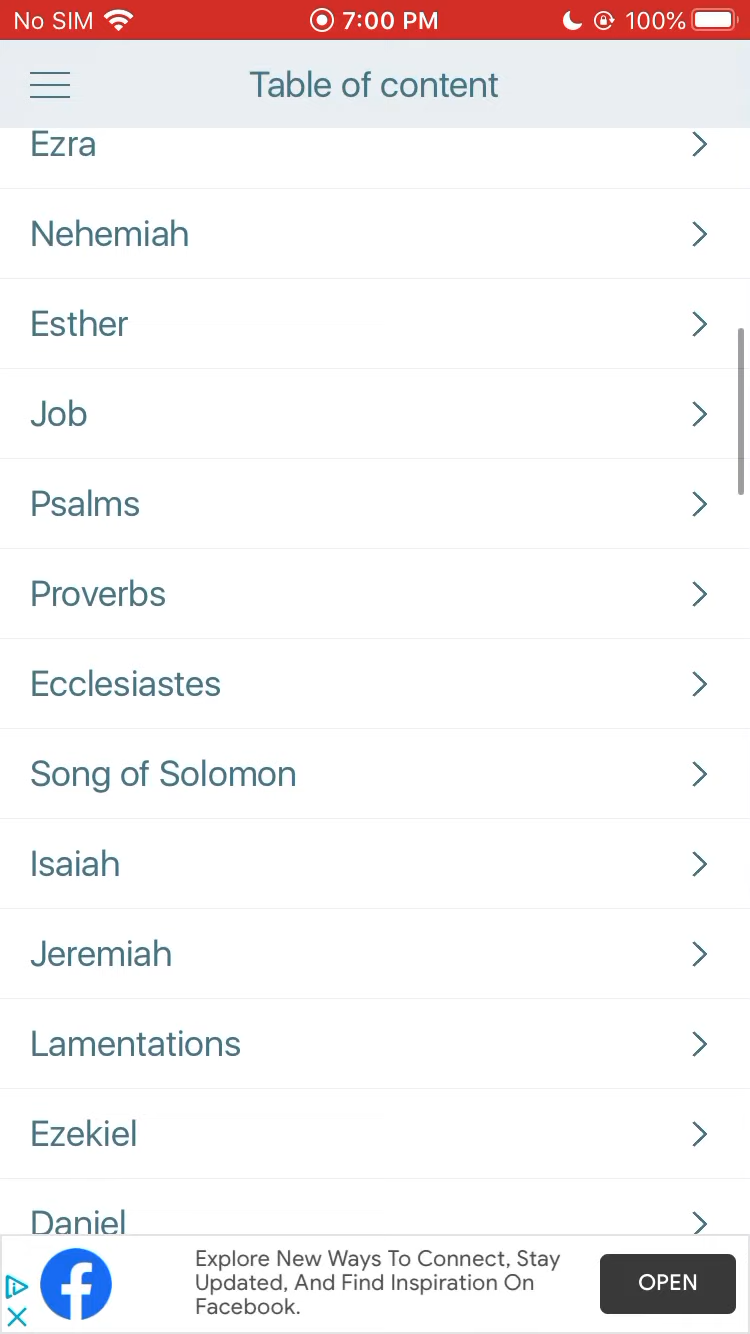 No SIM 7:00 PM 100%
Table of content
Ezra
Nehemiah
Esther
Job
Psalms
Proverbs
Ecclesiastes
Song of Solomon
Isaiah
Jeremiah
Lamentations
Ezekiel
Daniel
Explore New Ways To Connect, Stay
Updated, And Find Inspiration On
Facebook.
OPEN